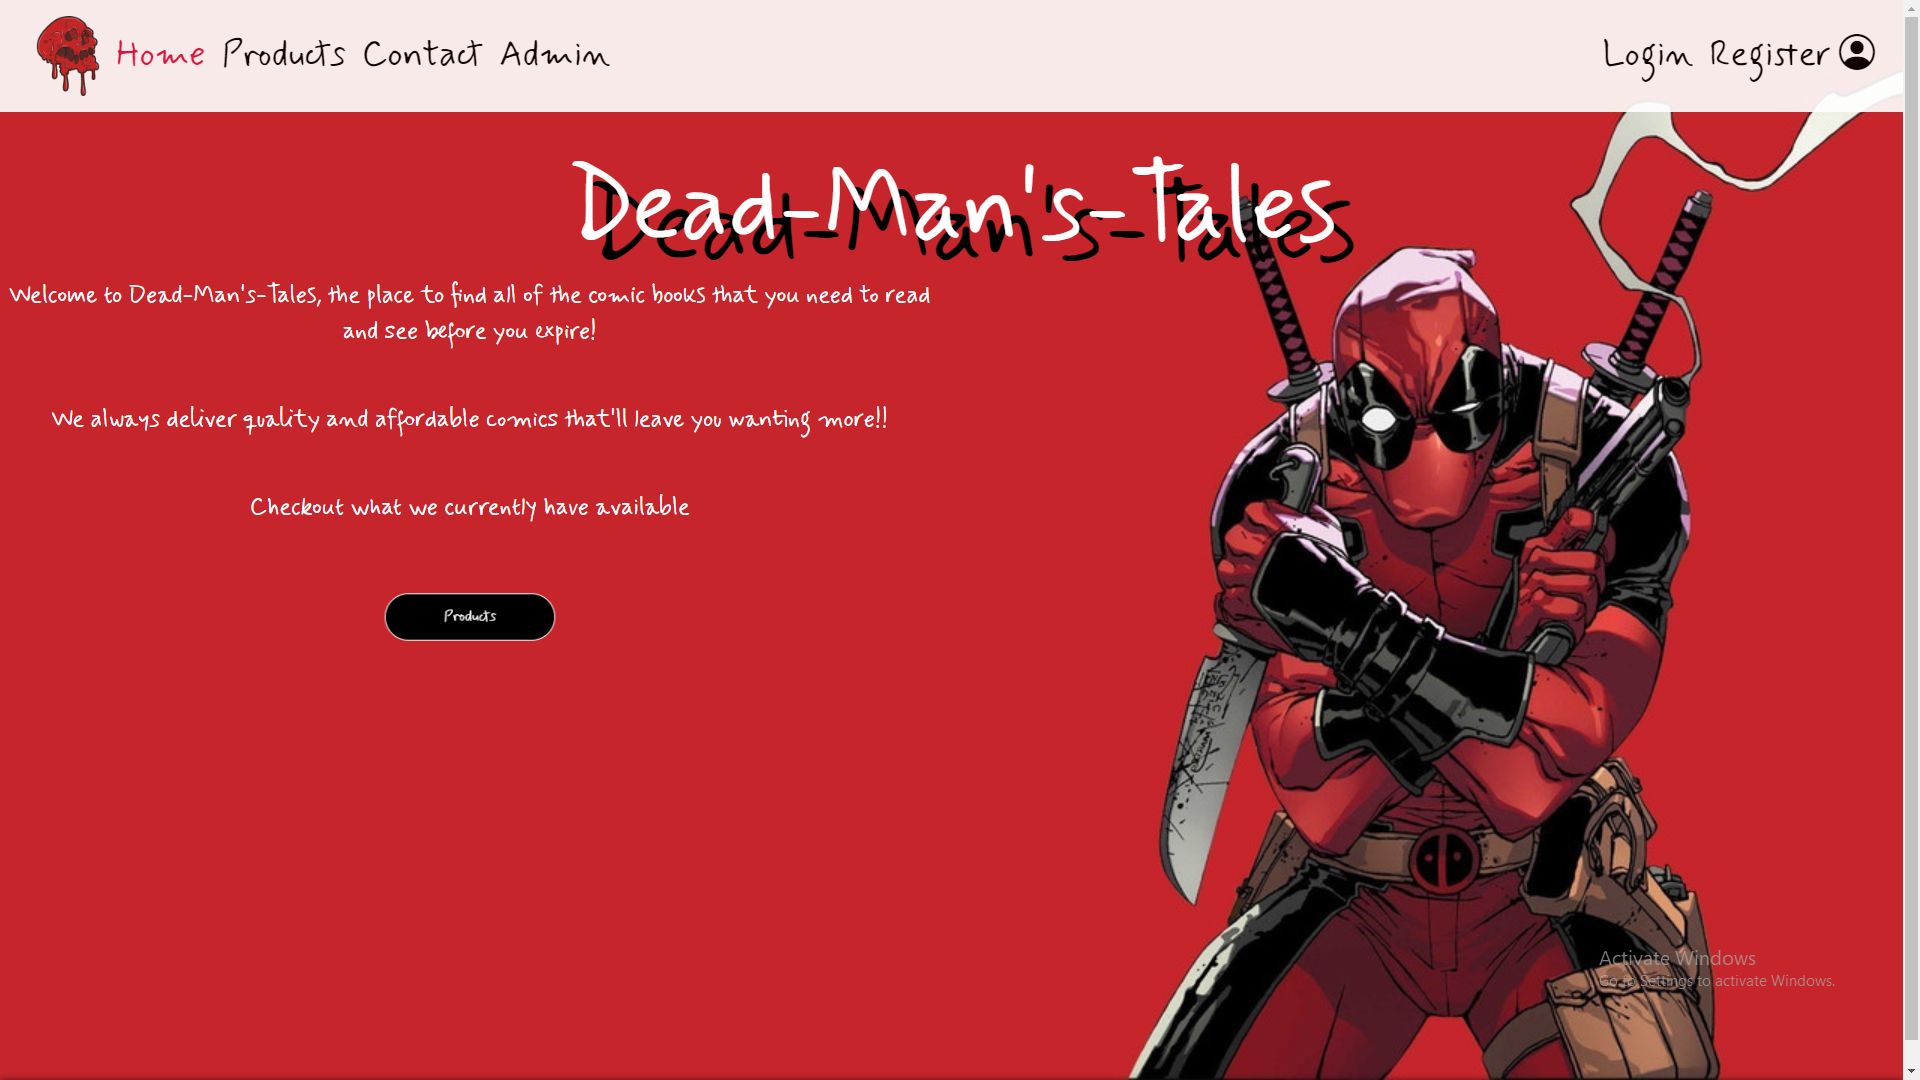 Home Products Contact Admin
Login Register
Dead-Man's-Tales
Welcome to Dead-Man's-Tales, the place to find all of the comic books that you need to read
and see before you expire!
We always deliver quality and affordable comics that'll leave you wanting more!!
Checkout what we currently have available
Products
Activate Windows
Go to Settings to activate Windows.